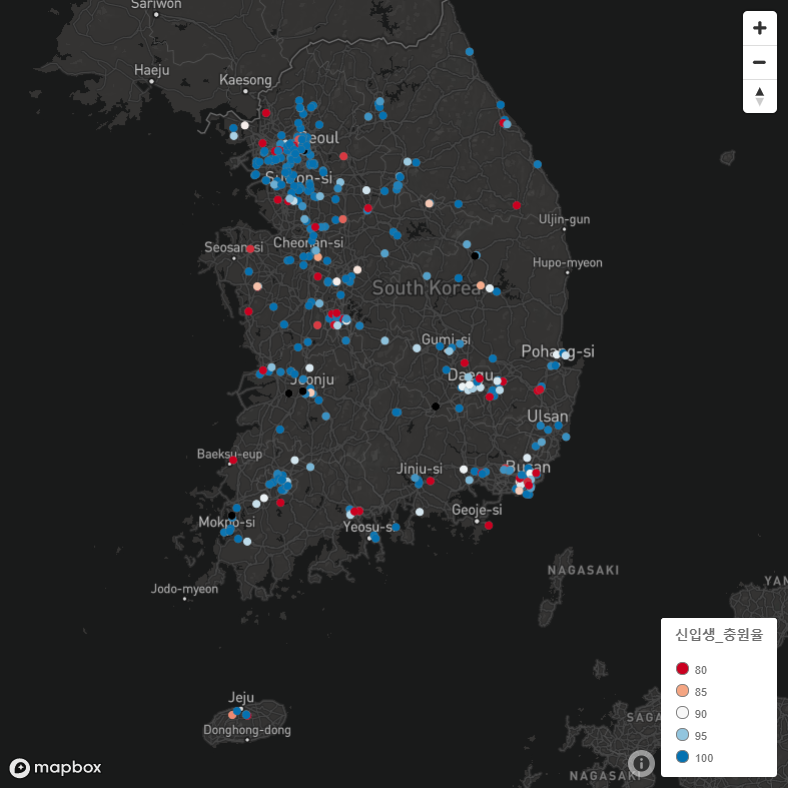 Sariwon
Haeju
Kaesong
Seoul
Suwon-si
Uljin-gun
Seosan-si
Cheonan-si
Hupo-myeon
South Korea
Gumi-si
Pohang-si
Daegu
Jeonju
Ulsan
Baeksu-eup
Jinju-si
Busan
Mokpo-si
Yeosu-si
Geoje-si
NAGASAKI
YAM
Jodo-myeon
신입생_충원율
80
85
90
95
100
Jeju
Donghong-dong
SAGA
NAGASAKI
mapbox